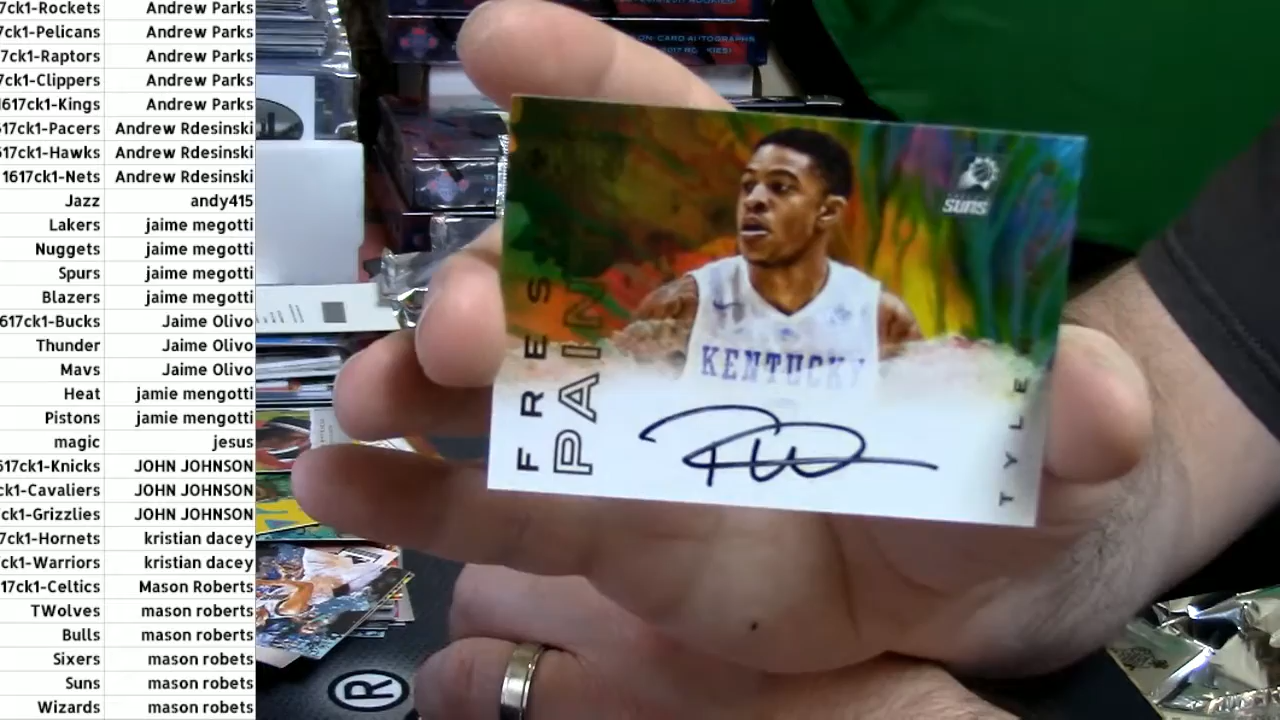 7ck1-Rockets Andrew Parks
7ck1-Pelicans Andrew Parks
7ck1-Raptors Andrew Parks
7ck1-Clippers Andrew Parks
1617ck1-Kings Andrew Parks
617ck1-Pacers Andrew Rdesinski
617ck1-Hawks Andrew Rdesinski
1617ck1-Nets Andrew Rdesinski
Jazz andy415
Lakers jaime megotti
Nuggets jaime megotti
Spurs jaime megotti
Blazers jaime megotti
617ck1-Bucks Jaime Olivo
Thunder Jaime Olivo
Mavs Jaime Olivo
Heat jamie mengotti
Pistons jamie mengotti
magic jesus
617ck1-Knicks JOHN JOHNSON
ck1-Cavaliers JOHN JOHNSON
ck1-Grizzlies JOHN JOHNSON
7ck1-Hornets kristian dacey
ck1-Warriors kristian dacey
17ck1-Celtics Mason Roberts
TWolves mason roberts
Bulls mason roberts
Sixers mason robets
Suns mason robets
Wizards mason robets
ON-CARD AUTOGRAPHS
SUNS
FRES
PAIN
KENTUCKY
TYLE
®